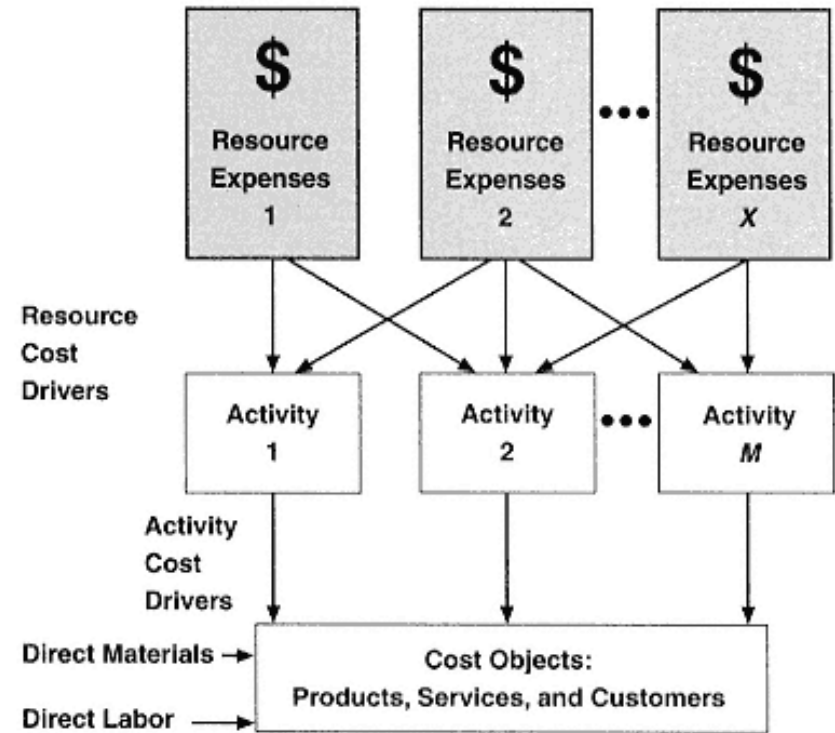 $
Resource
Expenses
1
$
Resource
Expenses
2
•••
$
Resource
Expenses
X
Resource
Cost
Drivers
Activity
1
Activity
2
•••
Activity
M
Activity
Cost
Drivers
Direct Materials
Direct Labor
Cost Objects:
Products, Services, and Customers